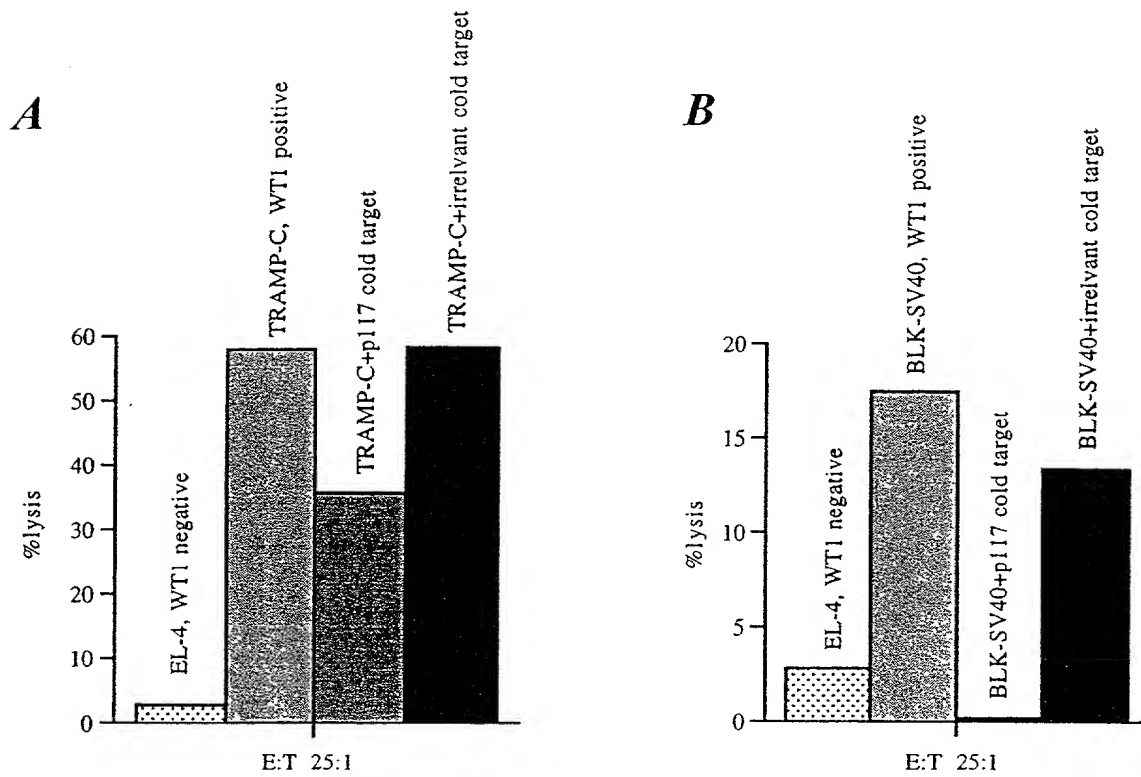 A
EL-4, WT1 negative
TRAMP-C, WT1 positive
TRAMP-C+p117 cold target
TRAMP-C+irrelvant cold target
60
50
40
30
20
10
0
%lysis
E:T 25:1
B
EL-4, WT1 negative
BLK-SV40, WT1 positive
BLK-SV40+p117 cold target
BLK-SV40+irrelvant cold target
20
15
10
5
0
%lysis
E:T 25:1